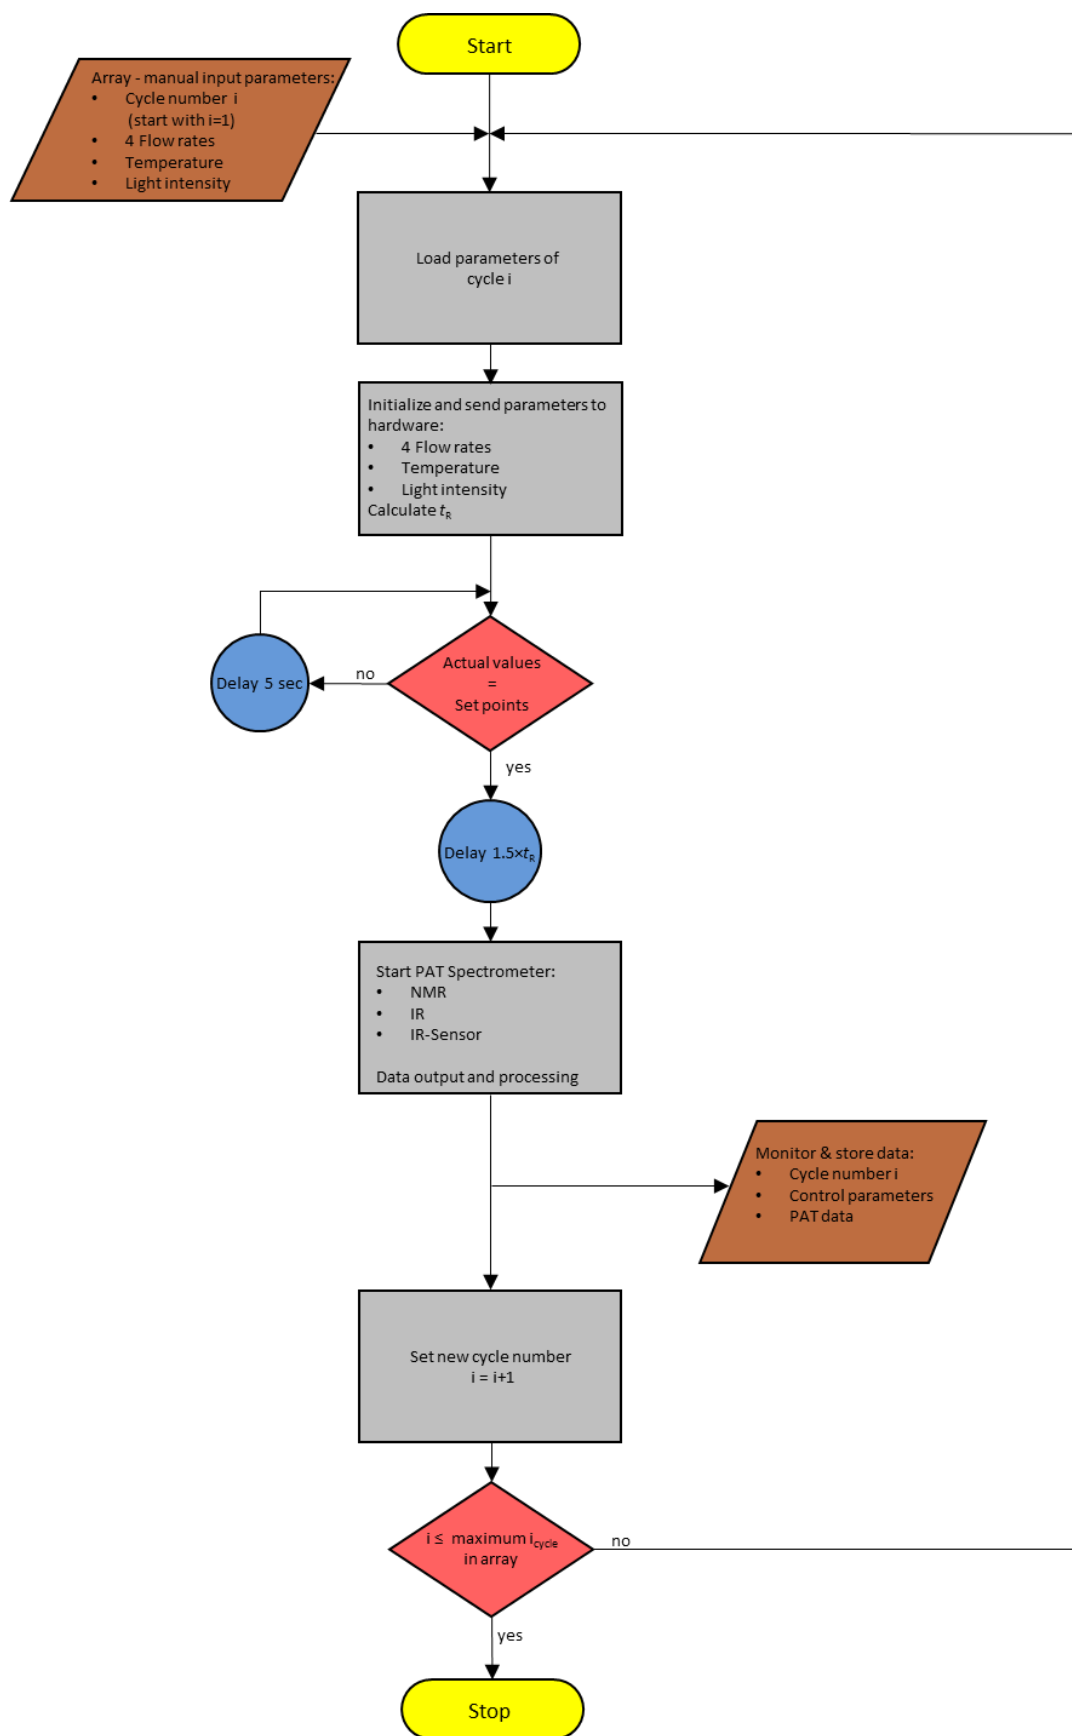 Start
Array - manual input parameters:
• Cycle number i
(start with i=1)
• 4 Flow rates
• Temperature
• Light intensity
Load parameters of
cycle i
Initialize and send parameters to
hardware:
• 4 Flow rates
• Temperature
• Light intensity
Calculate tR
Actual values
=
Set points
no
Delay 5 sec
yes
Delay 1.5×tR
Start PAT Spectrometer:
• NMR
• IR
• IR-Sensor
Data output and processing
Monitor & store data:
• Cycle number i
• Control parameters
• PAT data
Set new cycle number
i = i+1
i ≤ maximum icycle
in array
no
yes
Stop